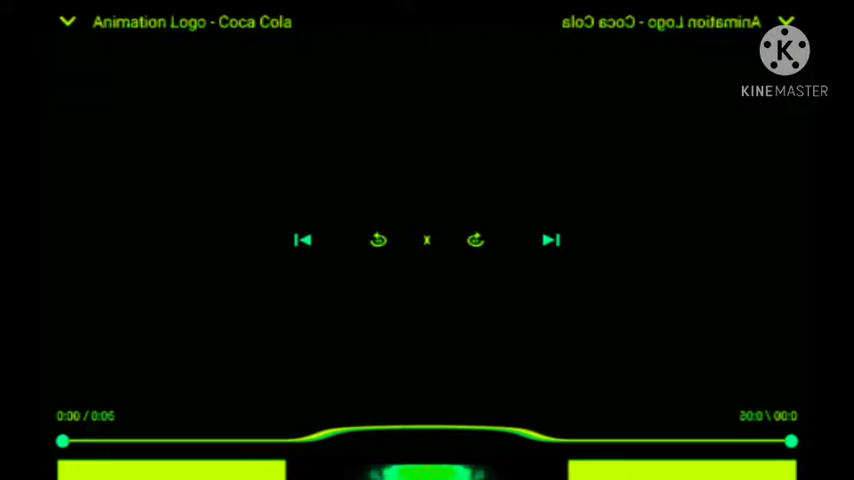 Animation Logo - Coca Cola
Animation Logo - Coca Cola
K
KINEMASTER
0:00 / 0:05
0:00 / 0:05